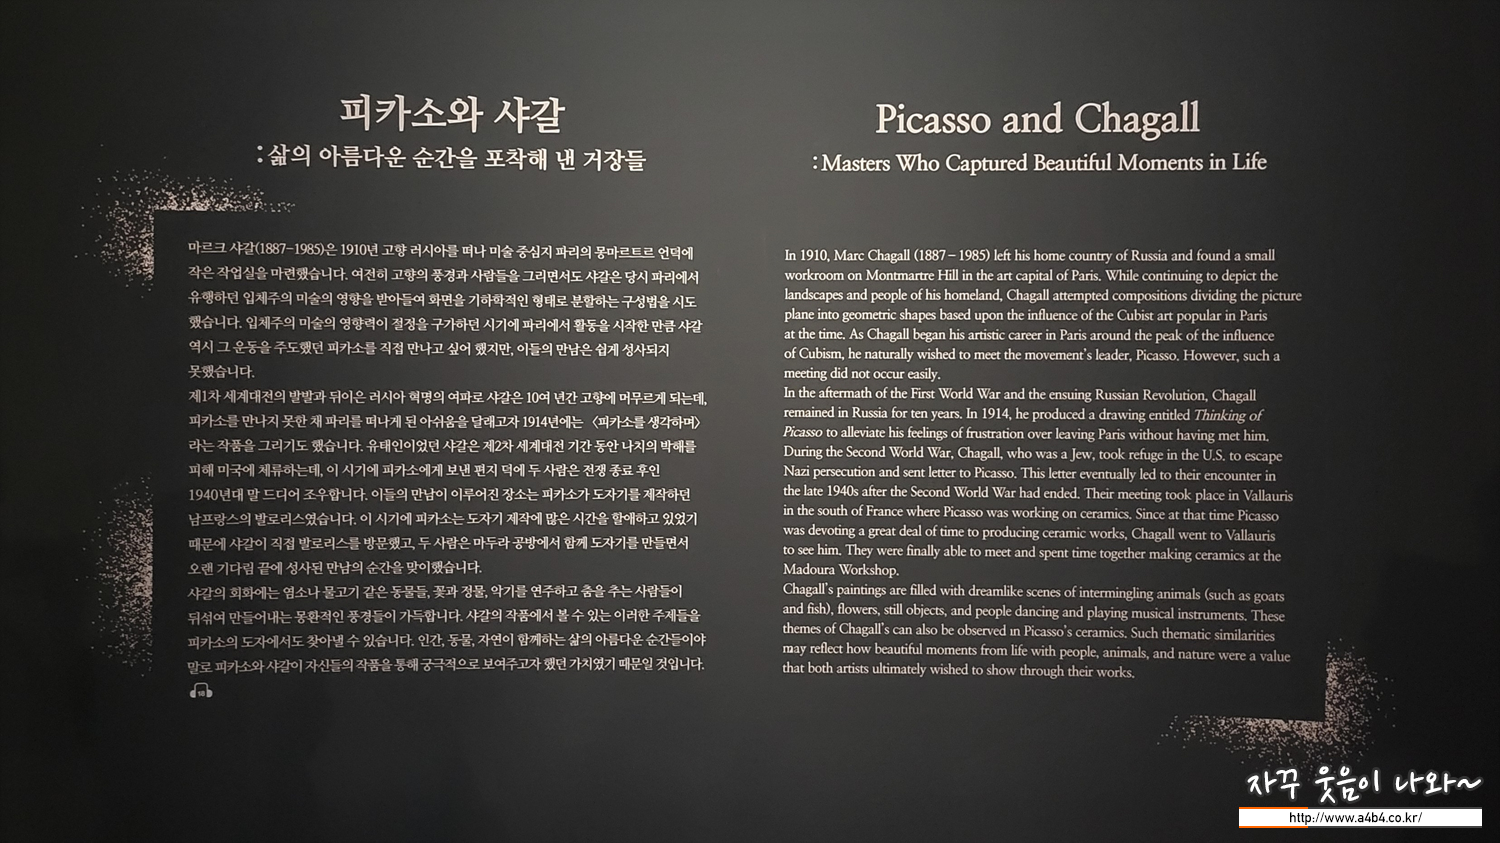 피카소와 샤갈
:삶의 아름다운 순간을 포착해 낸 거장들
마르크 샤갈(1887-1985)은 1910년 고향 러시아를 떠나 미술 중심지 파리의 몽마르트르 언덕에
작은 작업실을 마련했습니다. 여전히 고향의 풍경과 사람들을 그리면서도 샤갈은 당시 파리에서
유행하던 입체주의 미술의 영향을 받아들여 화면을 기하학적인 형태로 분할하는 구성법을 시도
했습니다. 입체주의 미술의 영향력이 절정을 구가하던 시기에 파리에서 활동을 시작한 만큼 샤갈
역시 그 운동을 주도했던 피카소를 직접 만나고 싶어 했지만, 이들의 만남은 쉽게 성사되지
못했습니다.
제1차 세계대전의 발발과 뒤이은 러시아 혁명의 여파로 샤갈은 10여 년간 고향에 머무르게 되는데,
피카소를 만나지 못한 채 파리를 떠나게 된 아쉬움을 달래고자 1914년에는 〈피카소를 생각하며〉
라는 작품을 그리기도 했습니다. 유태인이었던 샤갈은 제2차 세계대전 기간 동안 나치의 박해를
피해 미국에 체류하는데, 이 시기에 피카소에게 보낸 편지 덕에 두 사람은 전쟁 종료 후인
1940년대 말 드디어 조우합니다. 이들의 만남이 이루어진 장소는 피카소가 도자기를 제작하던
남프랑스의 발로리스였습니다. 이 시기에 피카소는 도자기 제작에 많은 시간을 할애하고 있었기
때문에 샤갈이 직접 발로리스를 방문했고, 두 사람은 마두라 공방에서 함께 도자기를 만들면서
오랜 기다림 끝에 성사된 만남의 순간을 맞이했습니다.
샤갈의 회화에는 염소나 물고기 같은 동물들, 꽃과 정물, 악기를 연주하고 춤을 추는 사람들이
뒤섞여 만들어내는 몽환적인 풍경들이 가득합니다. 샤갈의 작품에서 볼 수 있는 이러한 주제들을
피카소의 도자에서도 찾아낼 수 있습니다. 인간, 동물, 자연이 함께하는 삶의 아름다운 순간들이야
말로 피카소와 샤갈이 자신들의 작품을 통해 궁극적으로 보여주고자 했던 가치였기 때문일 것입니다.
18
Picasso and Chagall
:Masters Who Captured Beautiful Moments in Life
In 1910, Marc Chagall (1887 – 1985) left his home country of Russia and found a small
workroom on Montmartre Hill in the art capital of Paris. While continuing to depict the
landscapes and people of his homeland, Chagall attempted compositions dividing the picture
plane into geometric shapes based upon the influence of the Cubist art popular in Paris
at the time. As Chagall began his artistic career in Paris around the peak of the influence
of Cubism, he naturally wished to meet the movement's leader, Picasso. However, such a
meeting did not occur easily.
In the aftermath of the First World War and the ensuing Russian Revolution, Chagall
remained in Russia for ten years. In 1914, he produced a drawing entitled Thinking of
Picasso to alleviate his feelings of frustration over leaving Paris without having met him.
During the Second World War, Chagall, who was a Jew, took refuge in the U.S. to escape
Nazi persecution and sent letter to Picasso. This letter eventually led to their encounter in
the late 1940s after the Second World War had ended. Their meeting took place in Vallauris
in the south of France where Picasso was working on ceramics. Since at that time Picasso
was devoting a great deal of time to producing ceramic works, Chagall went to Vallauris
to see him. They were finally able to meet and spent time together making ceramics at the
Madoura Workshop.
Chagall's paintings are filled with dreamlike scenes of intermingling animals (such as goats
and fish), flowers, still objects, and people dancing and playing musical instruments. These
themes of Chagall's can also be observed in Picasso's ceramics. Such thematic similarities
may reflect how beautiful moments from life with people, animals, and nature were a value
that both artists ultimately wished to show through their works.
자꾸 웃음이 나와~
http://www.a4b4.co.kr/